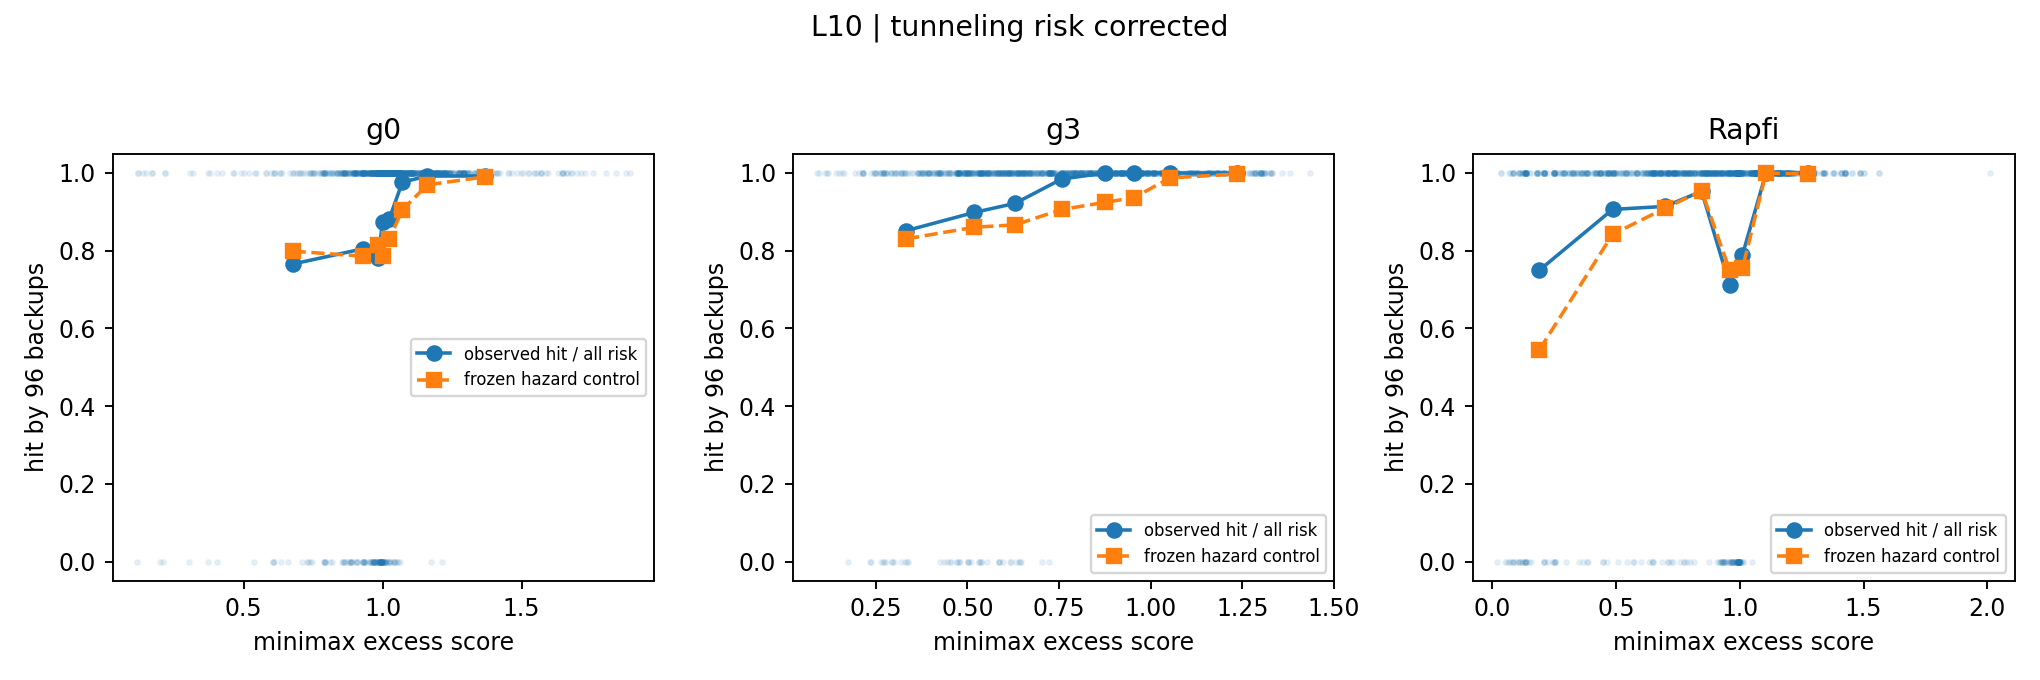 L10 | tunneling risk corrected
g0
hit by 96 backups
1.0
0.8
0.6
0.4
0.2
0.0
observed hit / all risk
frozen hazard control
0.5
1.0
1.5
minimax excess score
g3
hit by 96 backups
1.0
0.8
0.6
0.4
0.2
0.0
observed hit / all risk
frozen hazard control
0.25
0.50
0.75
1.00
1.25
1.50
minimax excess score
Rapfi
hit by 96 backups
1.0
0.8
0.6
0.4
0.2
0.0
observed hit / all risk
frozen hazard control
0.0
0.5
1.0
1.5
2.0
minimax excess score